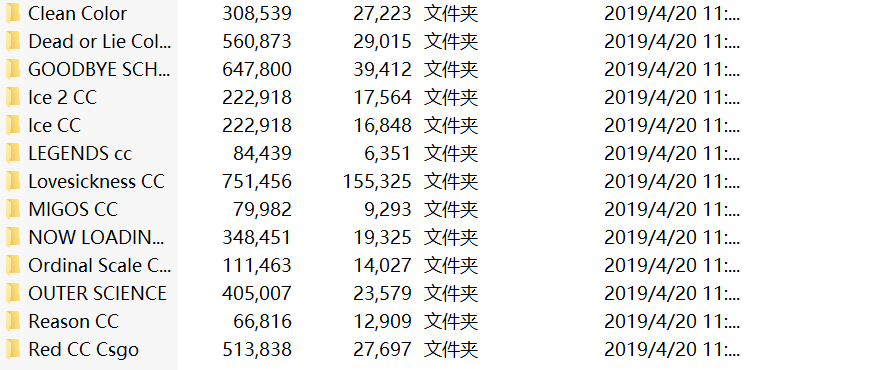 Clean Color 308,539 27,223 文件夹 2019/4/20 11:...
Dead or Lie Col... 560,873 29,015 文件夹 2019/4/20 11:...
GOODBYE SCH... 647,800 39,412 文件夹 2019/4/20 11:...
Ice 2 CC 222,918 17,564 文件夹 2019/4/20 11:...
Ice CC 222,918 16,848 文件夹 2019/4/20 11:...
LEGENDS cc 84,439 6,351 文件夹 2019/4/20 11:...
Lovesickness CC 751,456 155,325 文件夹 2019/4/20 11:...
MIGOS CC 79,982 9,293 文件夹 2019/4/20 11:...
NOW LOADIN... 348,451 19,325 文件夹 2019/4/20 11:...
Ordinal Scale C... 111,463 14,027 文件夹 2019/4/20 11:...
OUTER SCIENCE 405,007 23,579 文件夹 2019/4/20 11:...
Reason CC 66,816 12,909 文件夹 2019/4/20 11:...
Red CC Csgo 513,838 27,697 文件夹 2019/4/20 11:...